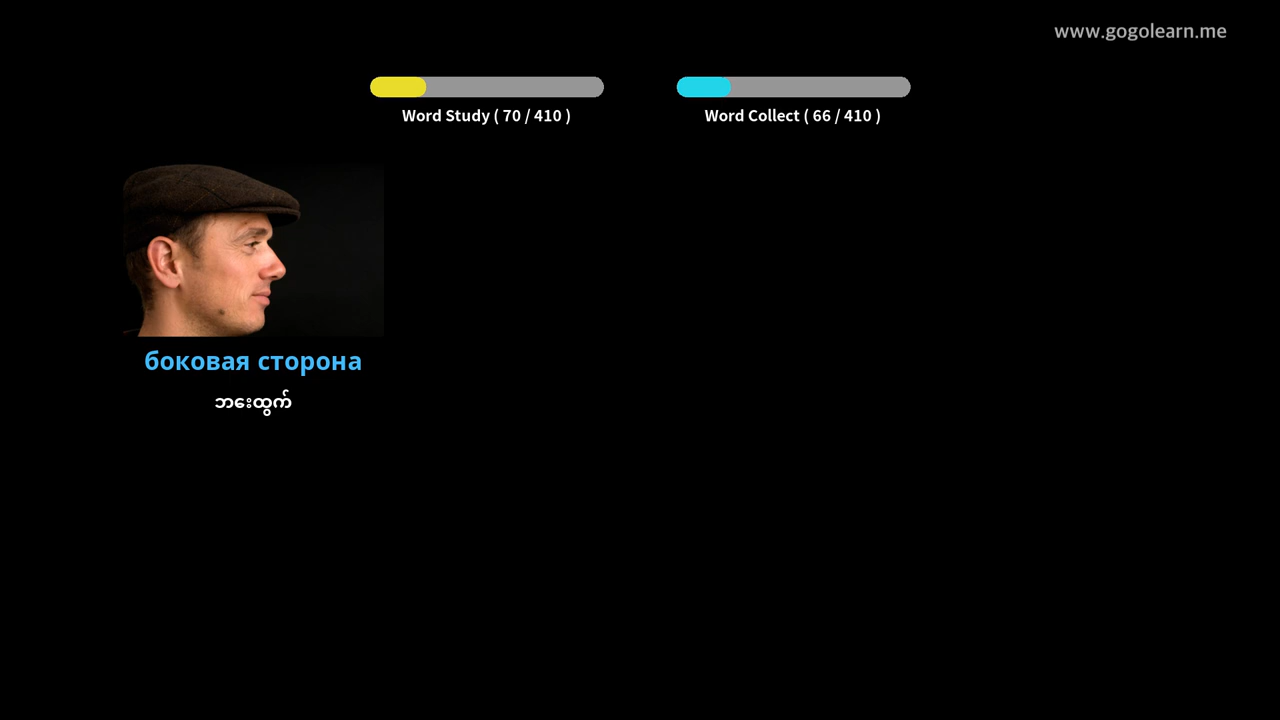 www.gogolearn.me
Word Study ( 70 / 410 )
Word Collect ( 66 / 410 )
боковая сторона
ဘေးထွက်